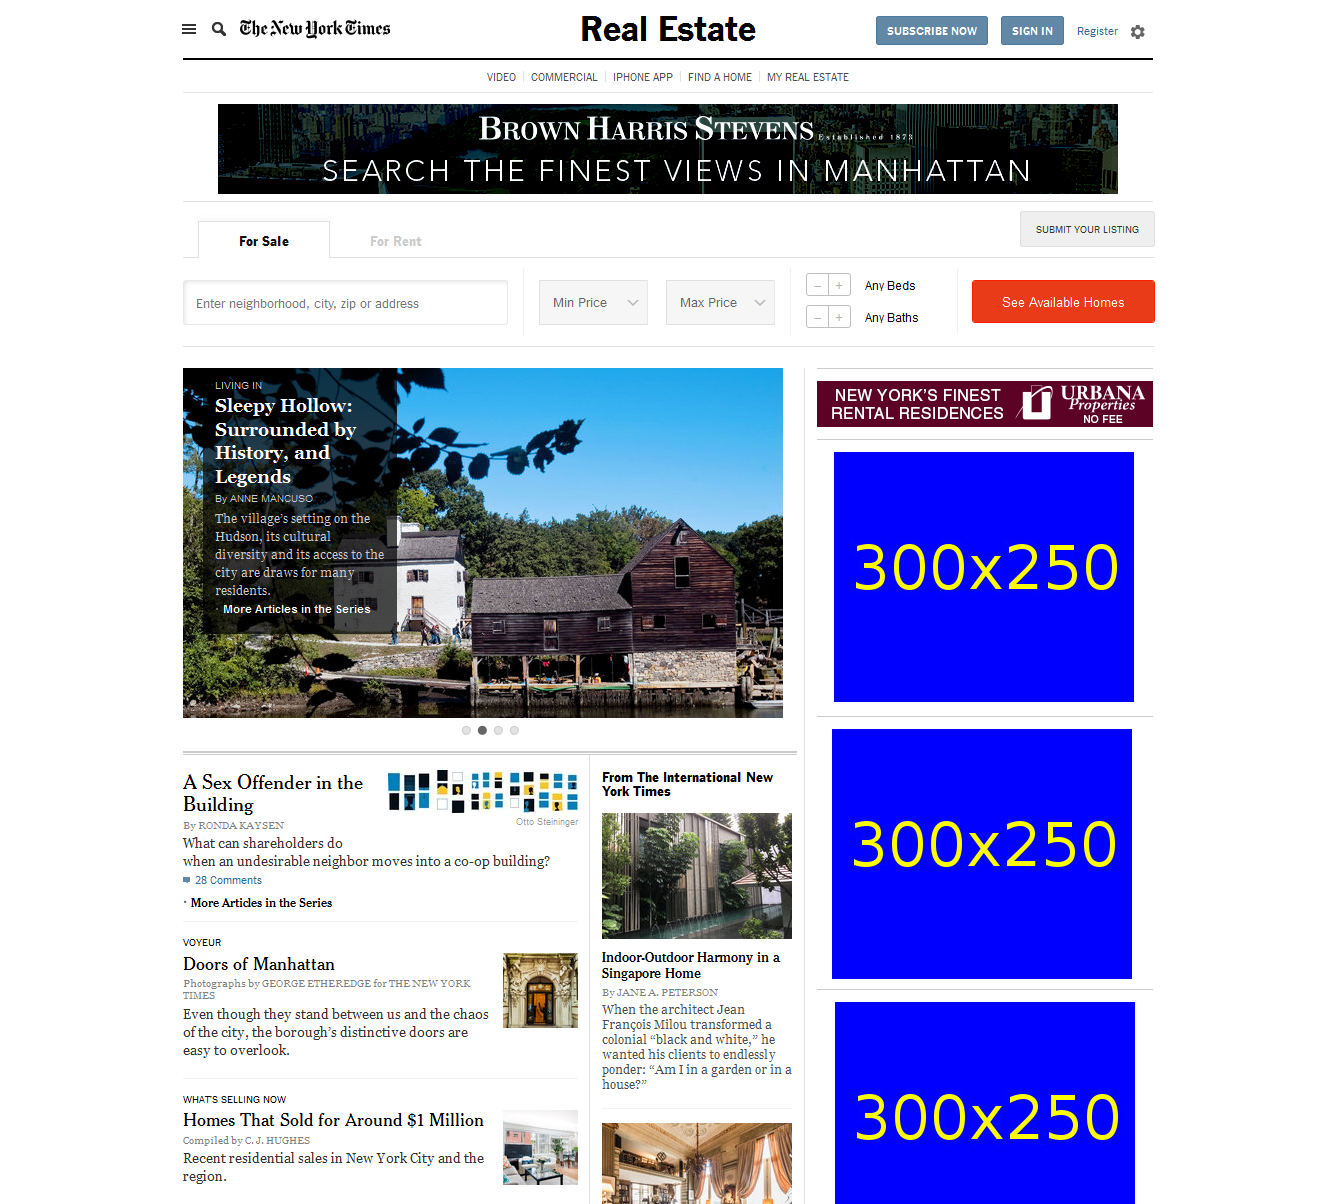 The New York Times
Real Estate
SUBSCRIBE NOW
SIGN IN
Register
VIDEO
COMMERCIAL
IPHONE APP
FIND A HOME
MY REAL ESTATE
BROWN HARRIS STEVENS Established 1873
SEARCH THE FINEST VIEWS IN MANHATTAN
For Sale
For Rent
SUBMIT YOUR LISTING
Enter neighborhood, city, zip or address
Min Price
Max Price
– + Any Beds
– + Any Baths
See Available Homes
LIVING IN
Sleepy Hollow:
Surrounded by
History, and
Legends
By ANNE MANCUSO
The village's setting on the
Hudson, its cultural
diversity and its access to the
city are draws for many
residents.
· More Articles in the Series
NEW YORK'S FINEST
RENTAL RESIDENCES
URBANA
Properties
NO FEE
300x250
300x250
300x250
A Sex Offender in the
Building
By RONDA KAYSEN
Otto Steininger
What can shareholders do
when an undesirable neighbor moves into a co-op building?
28 Comments
· More Articles in the Series
VOYEUR
Doors of Manhattan
Photographs by GEORGE ETHEREDGE for THE NEW YORK
TIMES
Even though they stand between us and the chaos
of the city, the borough's distinctive doors are
easy to overlook.
WHAT'S SELLING NOW
Homes That Sold for Around $1 Million
Compiled by C. J. HUGHES
Recent residential sales in New York City and the
region.
From The International New
York Times
Indoor-Outdoor Harmony in a
Singapore Home
By JANE A. PETERSON
When the architect Jean
François Milou transformed a
colonial “black and white,” he
wanted his clients to endlessly
ponder: “Am I in a garden or in a
house?”